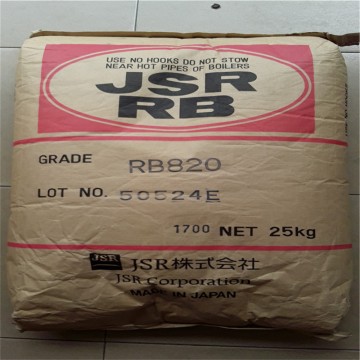 USE NO HOOKS DO NOT STOW
NEAR HOT PIPES OF BOILERS
JSR
RB
GRADE RB820
LOT NO. 50524E
1700 NET 25kg
JSR JSR株式会社
JSR Corporation
MADE IN JAPAN